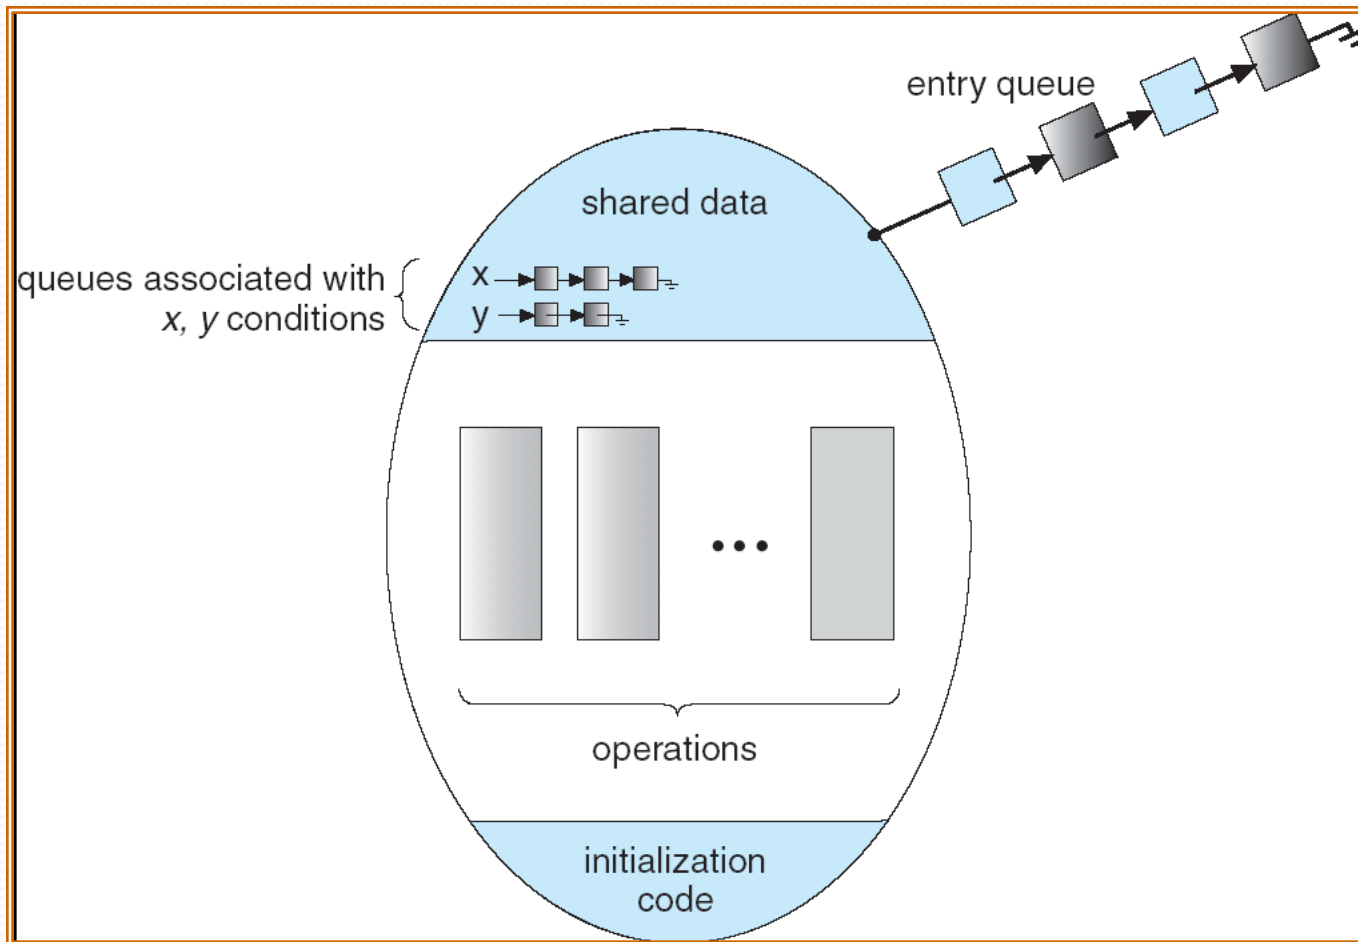 entry queue
shared data
queues associated with
x, y conditions
x
y
...
operations
initialization
code